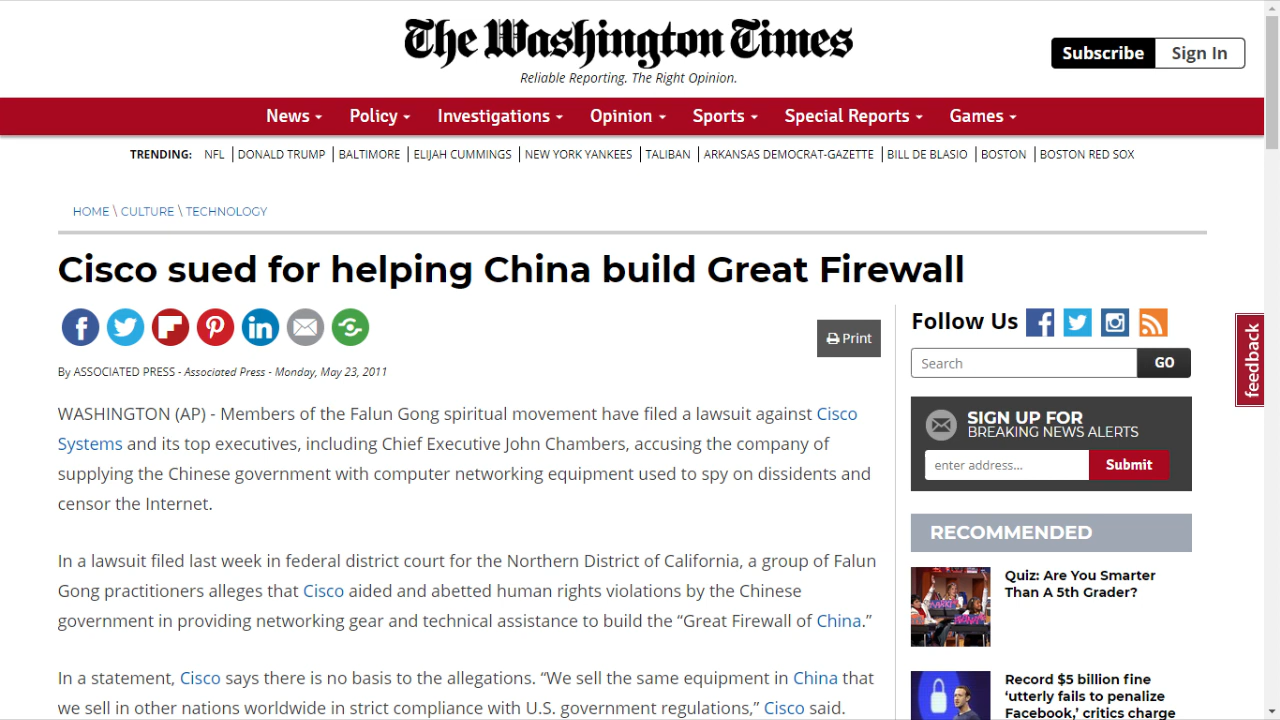 The Washington Times
Reliable Reporting. The Right Opinion.
Subscribe
Sign In
News
Policy
Investigations
Opinion
Sports
Special Reports
Games
TRENDING: NFL DONALD TRUMP BALTIMORE ELIJAH CUMMINGS NEW YORK YANKEES TALIBAN ARKANSAS DEMOCRAT-GAZETTE BILL DE BLASIO BOSTON BOSTON RED SOX
HOME \ CULTURE \ TECHNOLOGY
Cisco sued for helping China build Great Firewall
Print
By ASSOCIATED PRESS - Associated Press - Monday, May 23, 2011
WASHINGTON (AP) - Members of the Falun Gong spiritual movement have filed a lawsuit against Cisco
Systems and its top executives, including Chief Executive John Chambers, accusing the company of
supplying the Chinese government with computer networking equipment used to spy on dissidents and
censor the Internet.
In a lawsuit filed last week in federal district court for the Northern District of California, a group of Falun
Gong practitioners alleges that Cisco aided and abetted human rights violations by the Chinese
government in providing networking gear and technical assistance to build the “Great Firewall of China.”
In a statement, Cisco says there is no basis to the allegations. “We sell the same equipment in China that
we sell in other nations worldwide in strict compliance with U.S. government regulations,” Cisco said.
Follow Us
Search
GO
SIGN UP FOR
BREAKING NEWS ALERTS
enter address...
Submit
RECOMMENDED
Quiz: Are You Smarter
Than A 5th Grader?
Record $5 billion fine
‘utterly fails to penalize
Facebook,’ critics charge
feedback